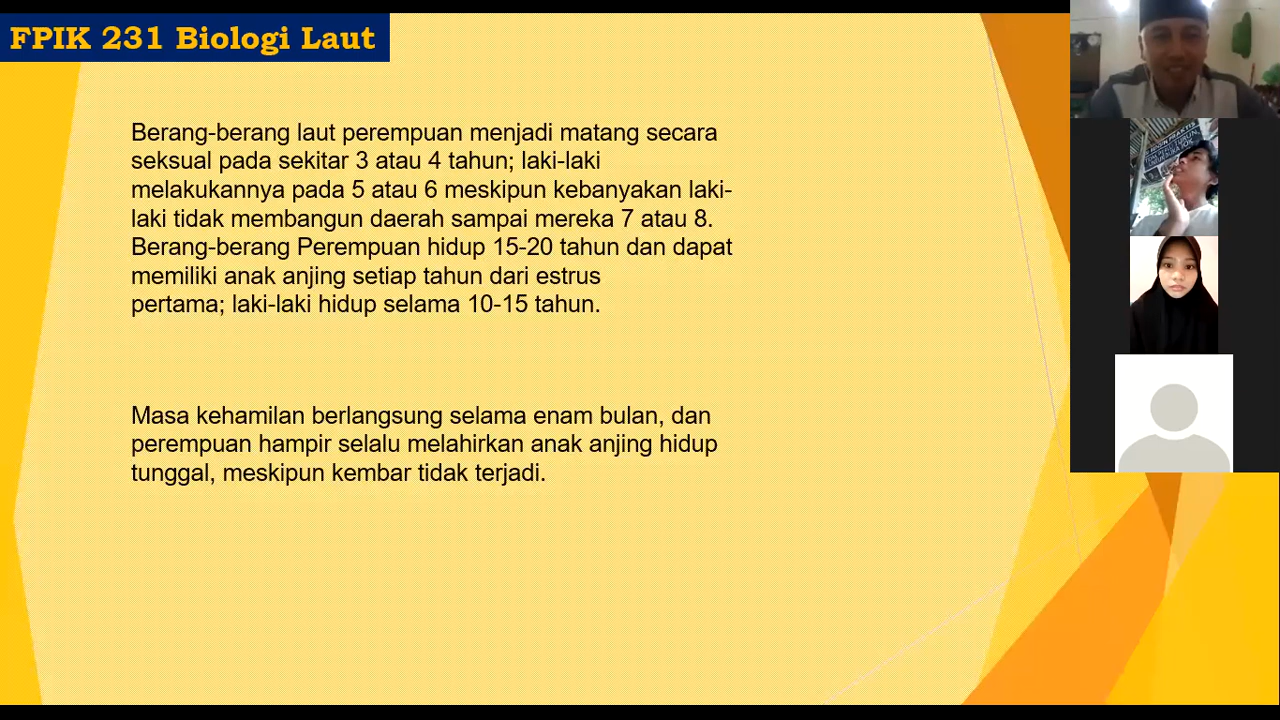 FPIK 231 Biologi Laut
Berang-berang laut perempuan menjadi matang secara
seksual pada sekitar 3 atau 4 tahun; laki-laki
melakukannya pada 5 atau 6 meskipun kebanyakan laki-
laki tidak membangun daerah sampai mereka 7 atau 8.
Berang-berang Perempuan hidup 15-20 tahun dan dapat
memiliki anak anjing setiap tahun dari estrus
pertama; laki-laki hidup selama 10-15 tahun.
Masa kehamilan berlangsung selama enam bulan, dan
perempuan hampir selalu melahirkan anak anjing hidup
tunggal, meskipun kembar tidak terjadi.